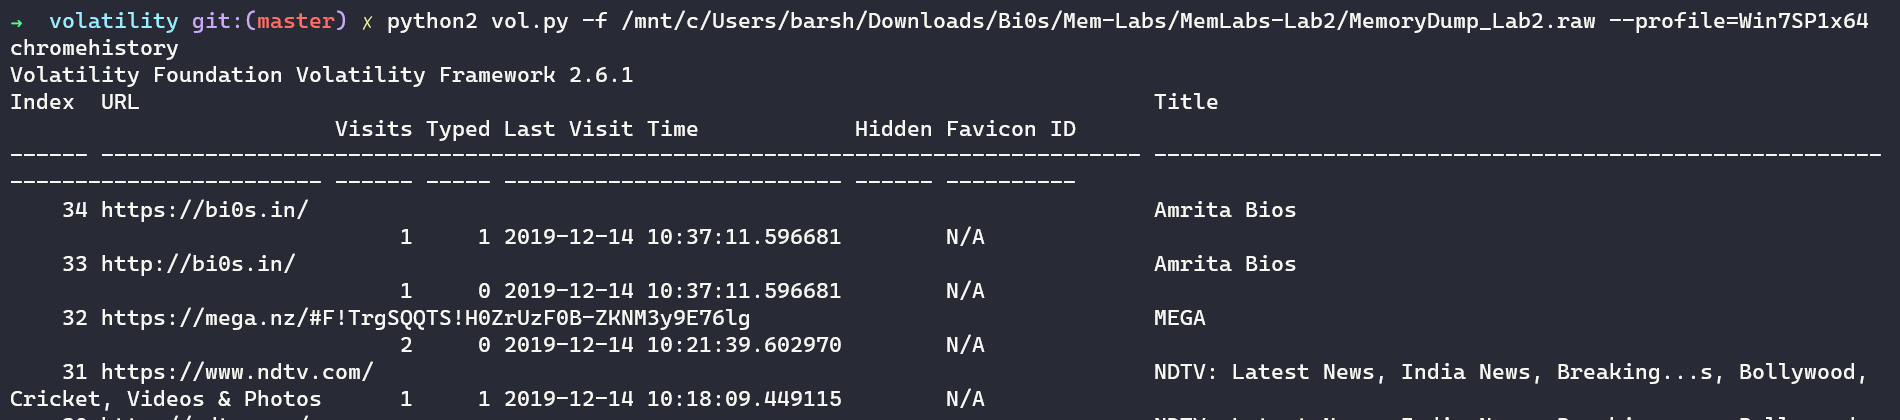 ➜ volatility git:(master) ✗ python2 vol.py -f /mnt/c/Users/barsh/Downloads/Bi0s/Mem-Labs/MemLabs-Lab2/MemoryDump_Lab2.raw --profile=Win7SP1x64
chromehistory
Volatility Foundation Volatility Framework 2.6.1
Index URL Title
Visits Typed Last Visit Time Hidden Favicon ID
------ -------------------------------------------------------------------------------- --------------------------------------------------------
------------------------ ------ ----- -------------------------- ------ ----------
34 https://bi0s.in/ Amrita Bios
1 1 2019-12-14 10:37:11.596681 N/A
33 http://bi0s.in/ Amrita Bios
1 0 2019-12-14 10:37:11.596681 N/A
32 https://mega.nz/#F!TrgSQQTS!H0ZrUzF0B-ZKNM3y9E76lg MEGA
2 0 2019-12-14 10:21:39.602970 N/A
31 https://www.ndtv.com/ NDTV: Latest News, India News, Breaking...s, Bollywood,
Cricket, Videos & Photos 1 1 2019-12-14 10:18:09.449115 N/A